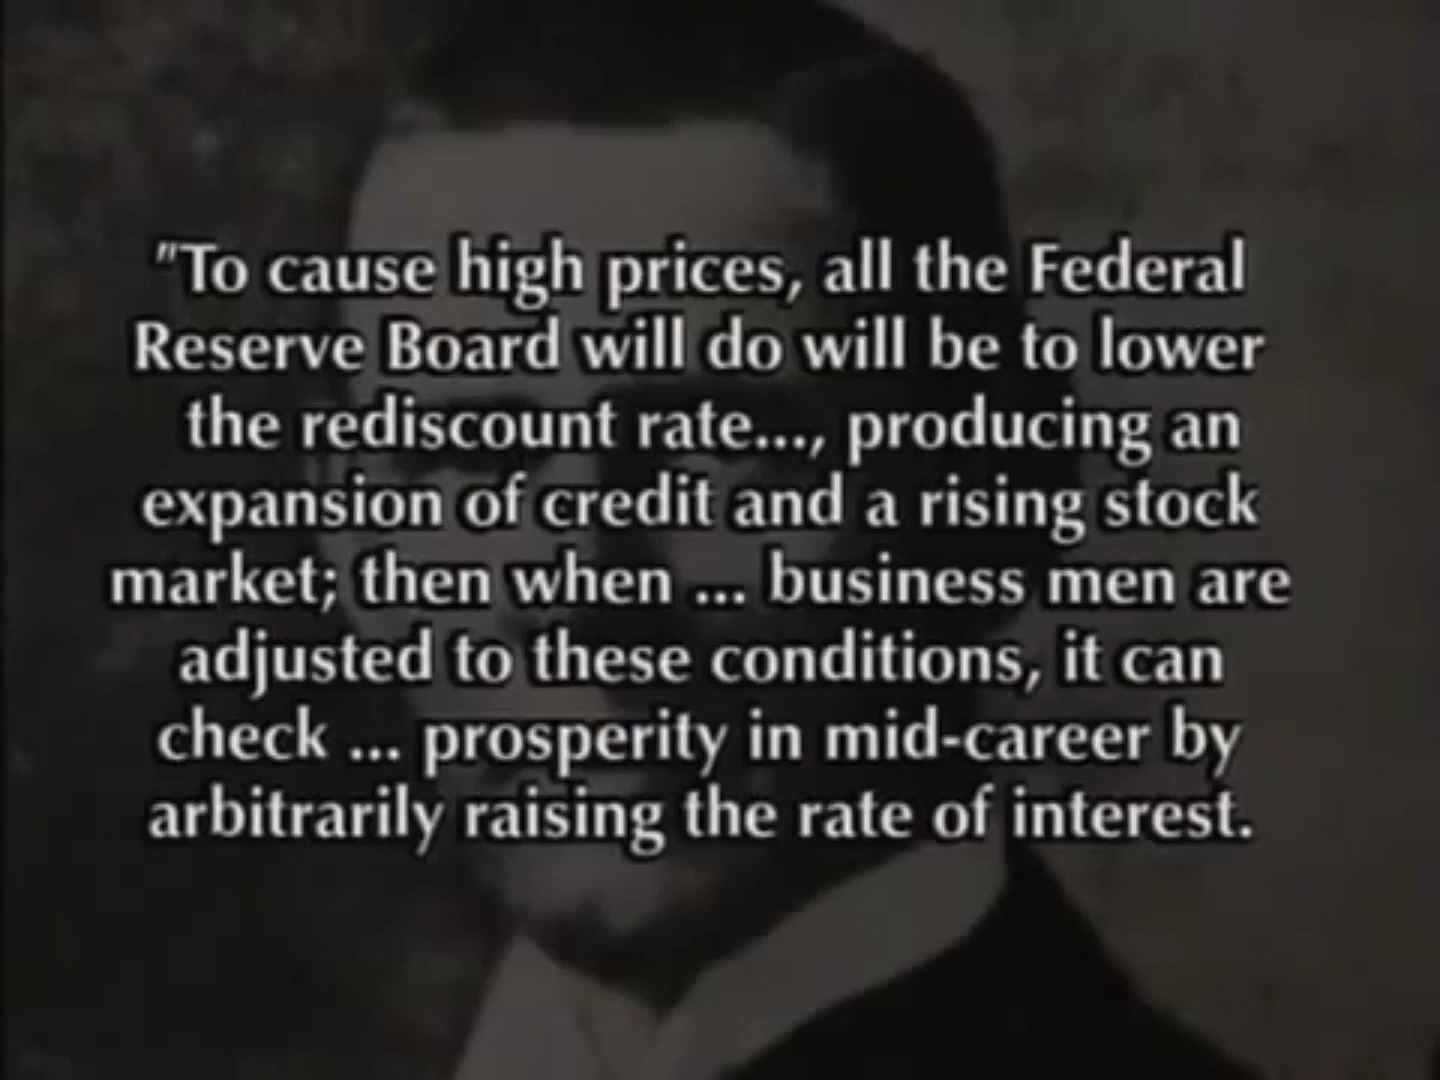 "To cause high prices, all the Federal
Reserve Board will do will be to lower
the rediscount rate..., producing an
expansion of credit and a rising stock
market; then when ... business men are
adjusted to these conditions, it can
check ... prosperity in mid-career by
arbitrarily raising the rate of interest.